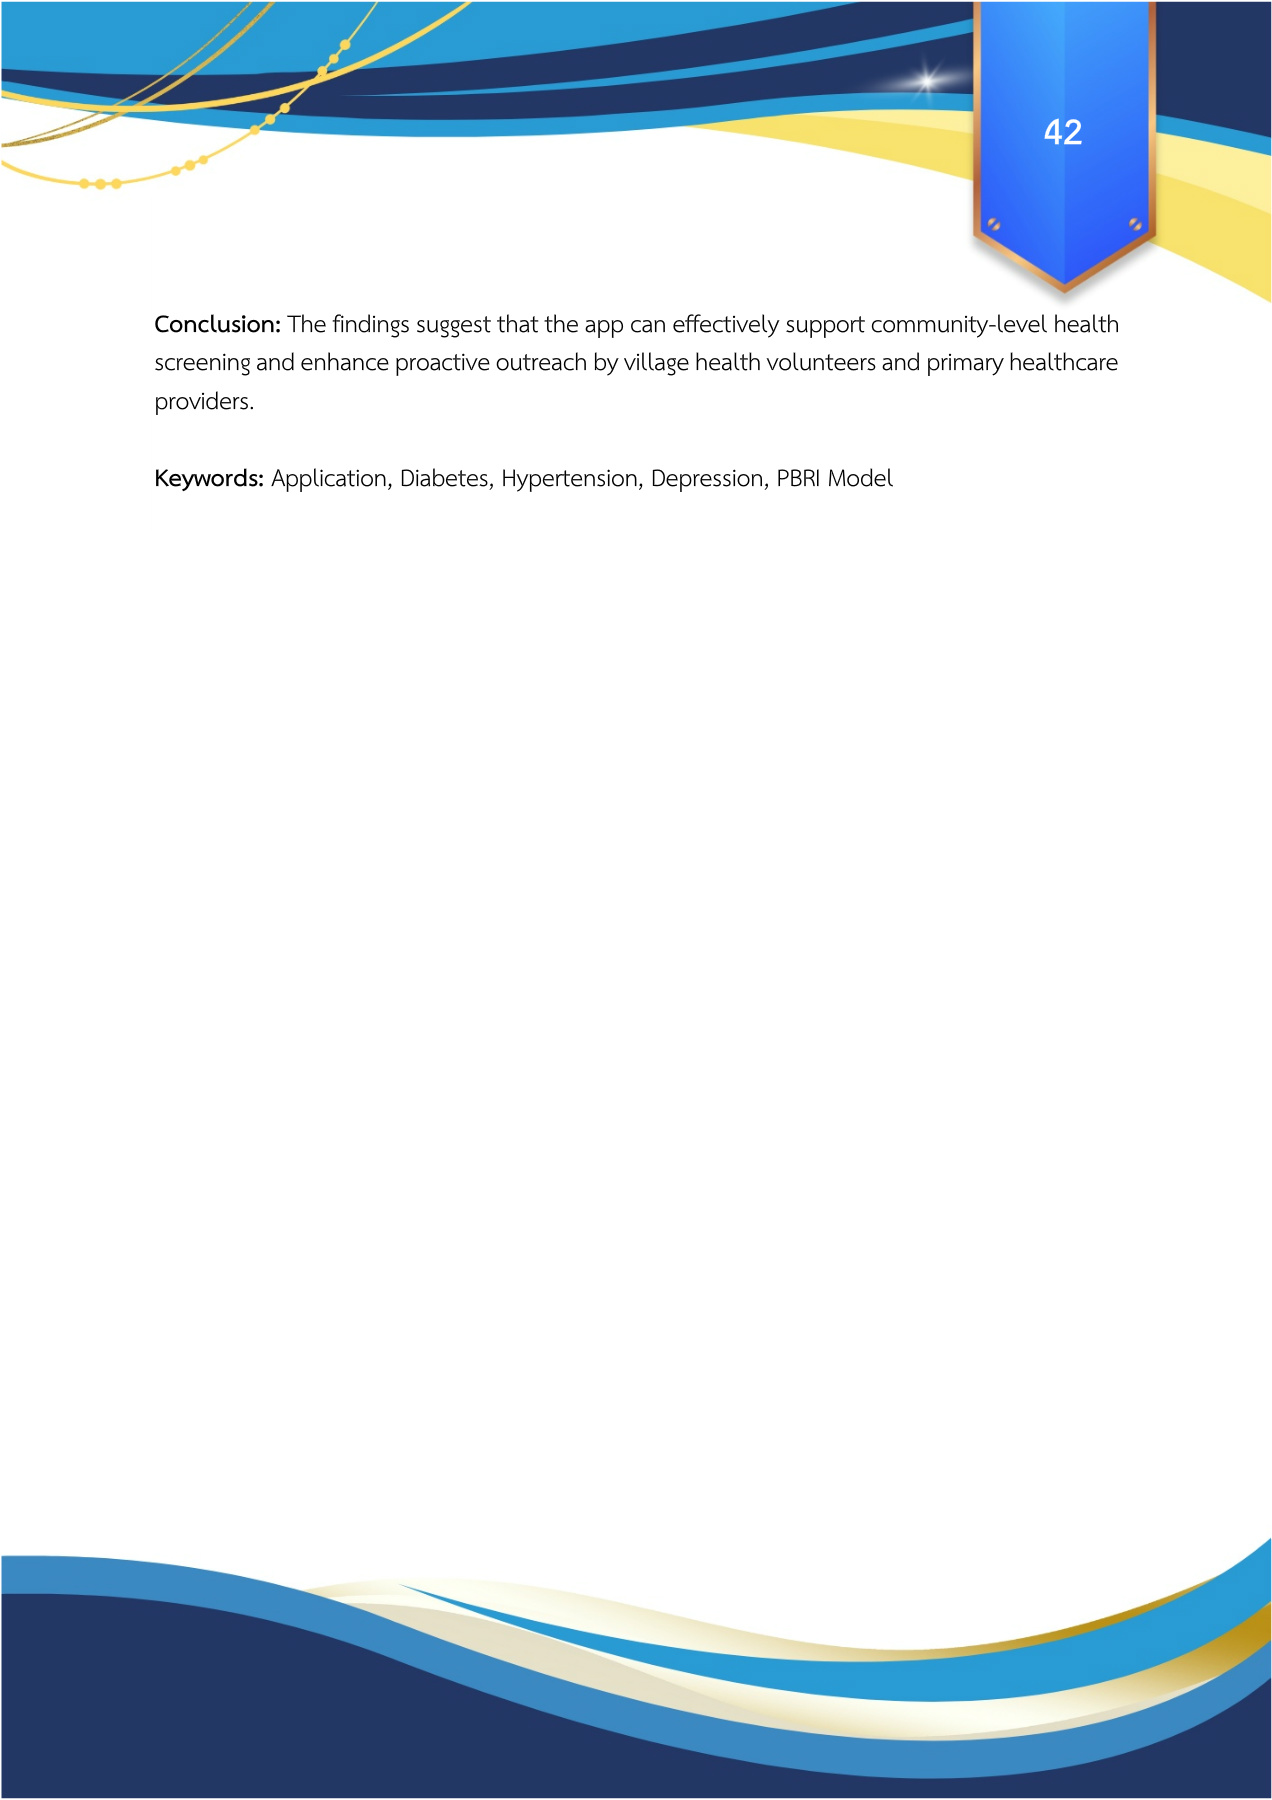 42
Conclusion: The findings suggest that the app can effectively support community-level health
screening and enhance proactive outreach by village health volunteers and primary healthcare
providers.
Keywords: Application, Diabetes, Hypertension, Depression, PBRI Model